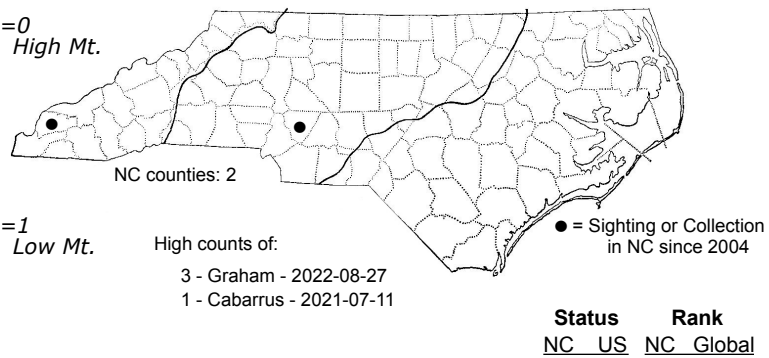 =0
High Mt.
NC counties: 2
=1
Low Mt.
High counts of:
3 - Graham - 2022-08-27
1 - Cabarrus - 2021-07-11
● = Sighting or Collection
in NC since 2004
Status Rank
NC US NC Global